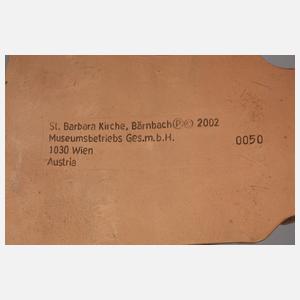 St. Barbara Kirche, Bärnbach Ⓟ© 2002
Museumsbetriebs Ges.m.b.H. 0050
1030 Wien
Austria